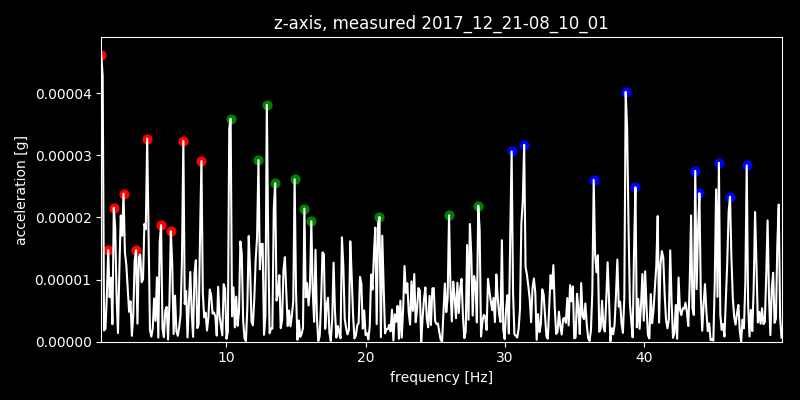 z-axis, measured 2017_12_21-08_10_01
acceleration [g]
0.00004
0.00003
0.00002
0.00001
0.00000
10 20 30 40
frequency [Hz]